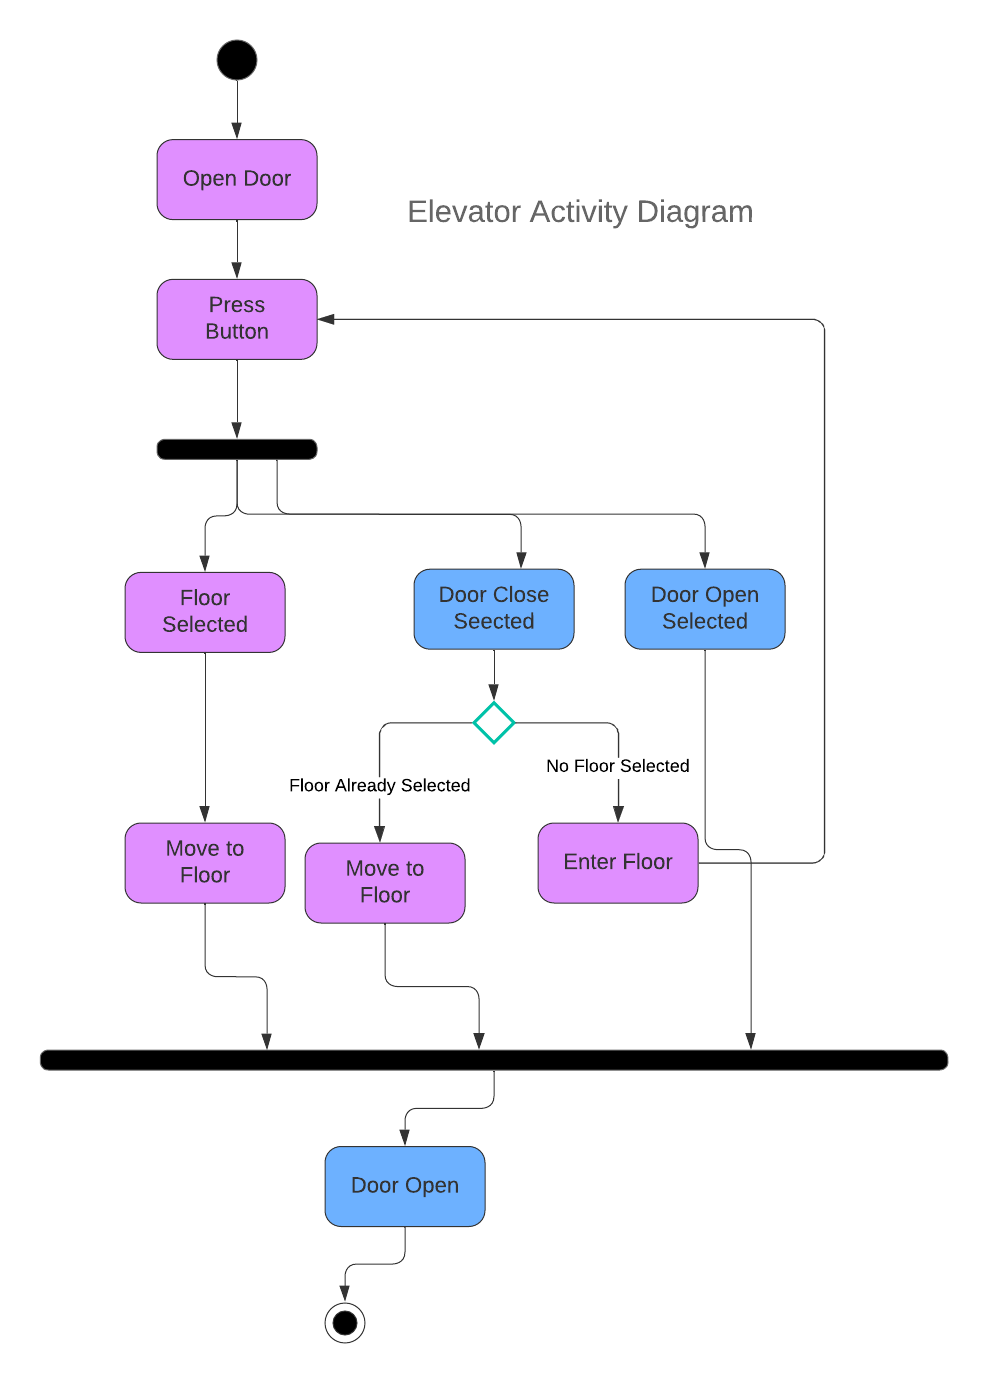 Open Door
Elevator Activity Diagram
Press
Button
Floor
Selected
Door Close
Seected
Door Open
Selected
Floor Already Selected
No Floor Selected
Move to
Floor
Move to
Floor
Enter Floor
Door Open